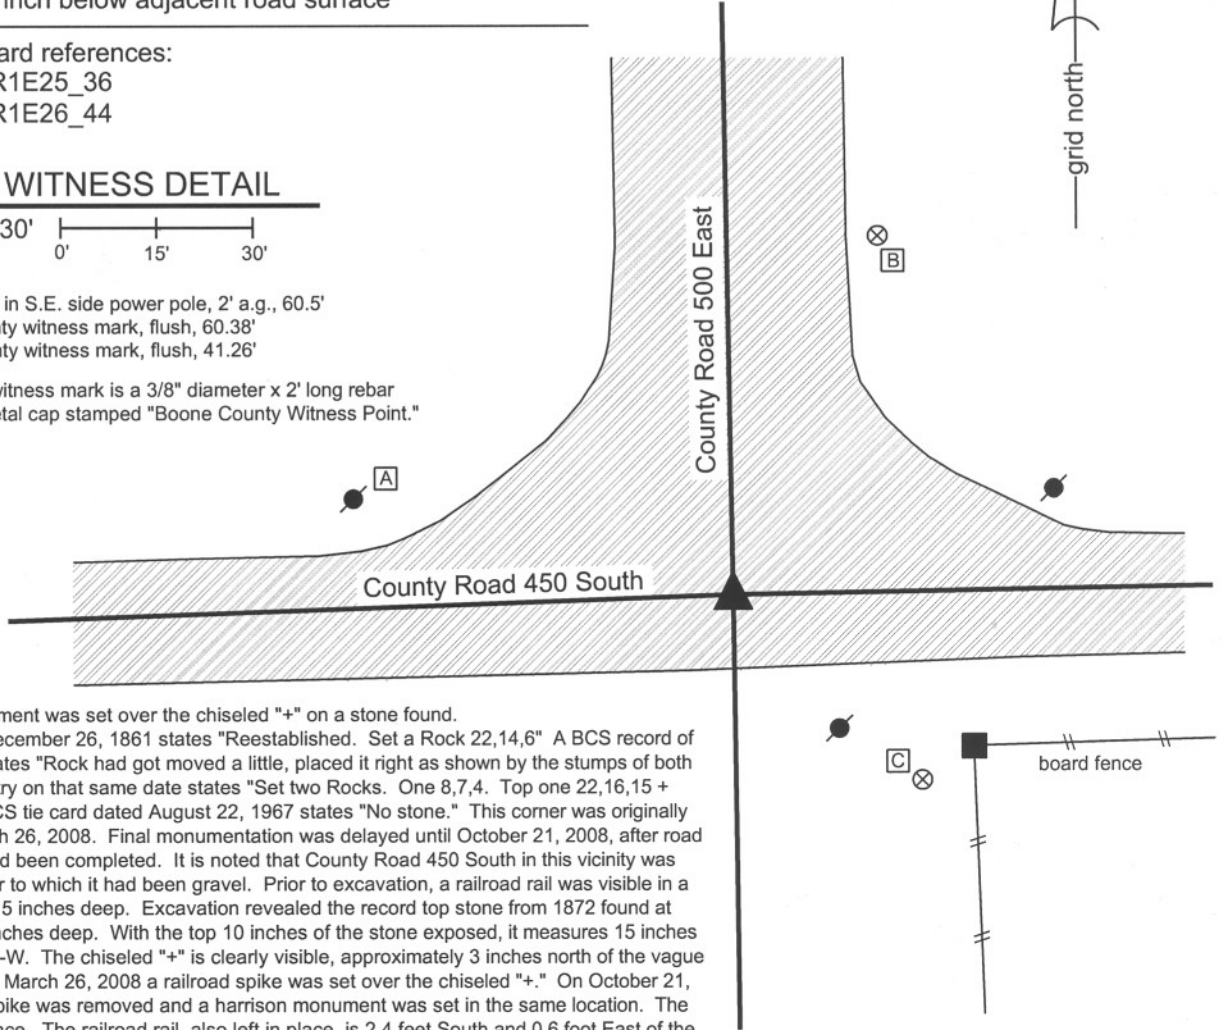 inch below adjacent road surface
ard references:
R1E25_36
R1E26_44
WITNESS DETAIL
30'
0' 15' 30'
in S.E. side power pole, 2' a.g., 60.5'
nty witness mark, flush, 60.38'
nty witness mark, flush, 41.26'
witness mark is a 3/8" diameter x 2' long rebar
etal cap stamped "Boone County Witness Point."
grid north
County Road 500 East
B
A
County Road 450 South
C
board fence
ment was set over the chiseled "+" on a stone found.
ecember 26, 1861 states "Reestablished. Set a Rock 22,14,6" A BCS record of
ates "Rock had got moved a little, placed it right as shown by the stumps of both
try on that same date states "Set two Rocks. One 8,7,4. Top one 22,16,15 +
CS tie card dated August 22, 1967 states "No stone." This corner was originally
h 26, 2008. Final monumentation was delayed until October 21, 2008, after road
d been completed. It is noted that County Road 450 South in this vicinity was
r to which it had been gravel. Prior to excavation, a railroad rail was visible in a
5 inches deep. Excavation revealed the record top stone from 1872 found at
nches deep. With the top 10 inches of the stone exposed, it measures 15 inches
-W. The chiseled "+" is clearly visible, approximately 3 inches north of the vague
March 26, 2008 a railroad spike was set over the chiseled "+." On October 21,
pike was removed and a harrison monument was set in the same location. The
ace. The railroad rail, also left in place, is 2.4 feet South and 0.6 foot East of the